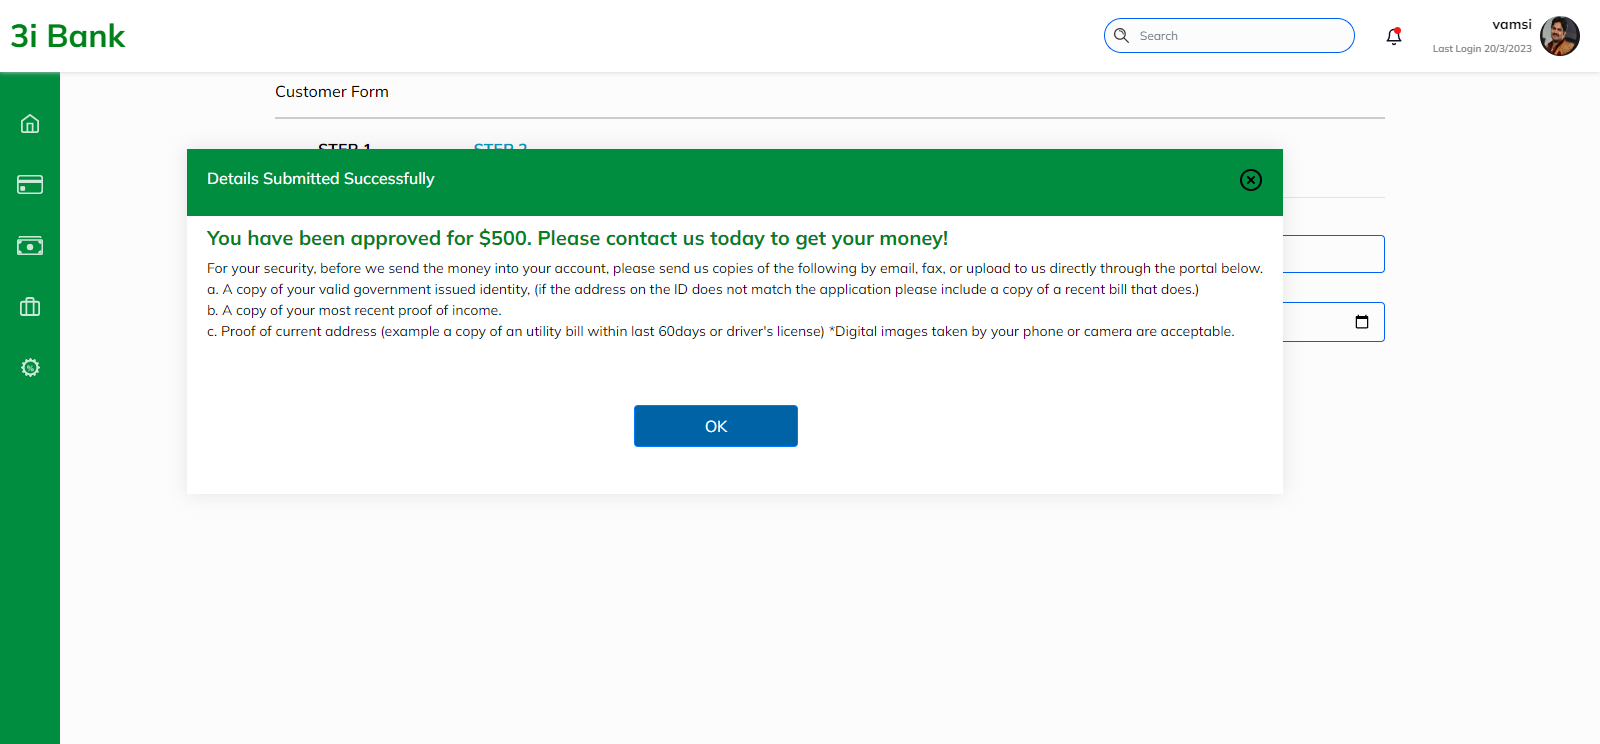 3i Bank
Search
vamsi
Last Login 20/3/2023
Customer Form
STEP 1
STEP 2
Details Submitted Successfully
You have been approved for $500. Please contact us today to get your money!
For your security, before we send the money into your account, please send us copies of the following by email, fax, or upload to us directly through the portal below.
a. A copy of your valid government issued identity, (if the address on the ID does not match the application please include a copy of a recent bill that does.)
b. A copy of your most recent proof of income.
c. Proof of current address (example a copy of an utility bill within last 60days or driver's license) *Digital images taken by your phone or camera are acceptable.
OK